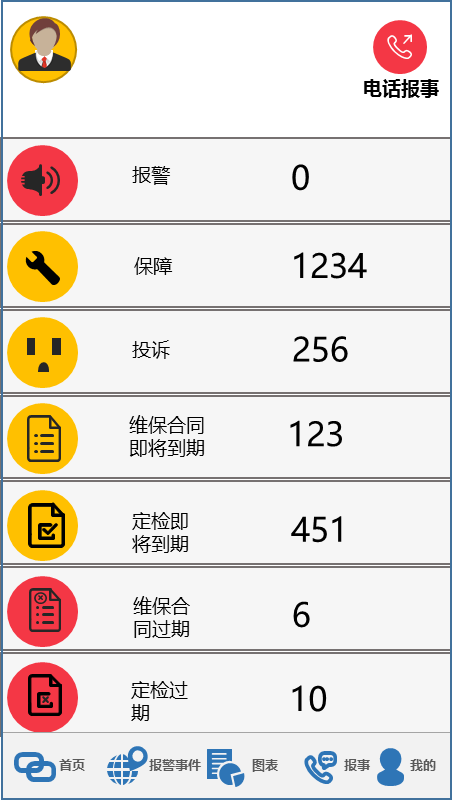 电话报事
报警 0
保障 1234
投诉 256
维保合同
即将到期
123
定检即
将到期
451
维保合
同过期
6
定检过
期
10
首页 报警事件 图表 报事 我的